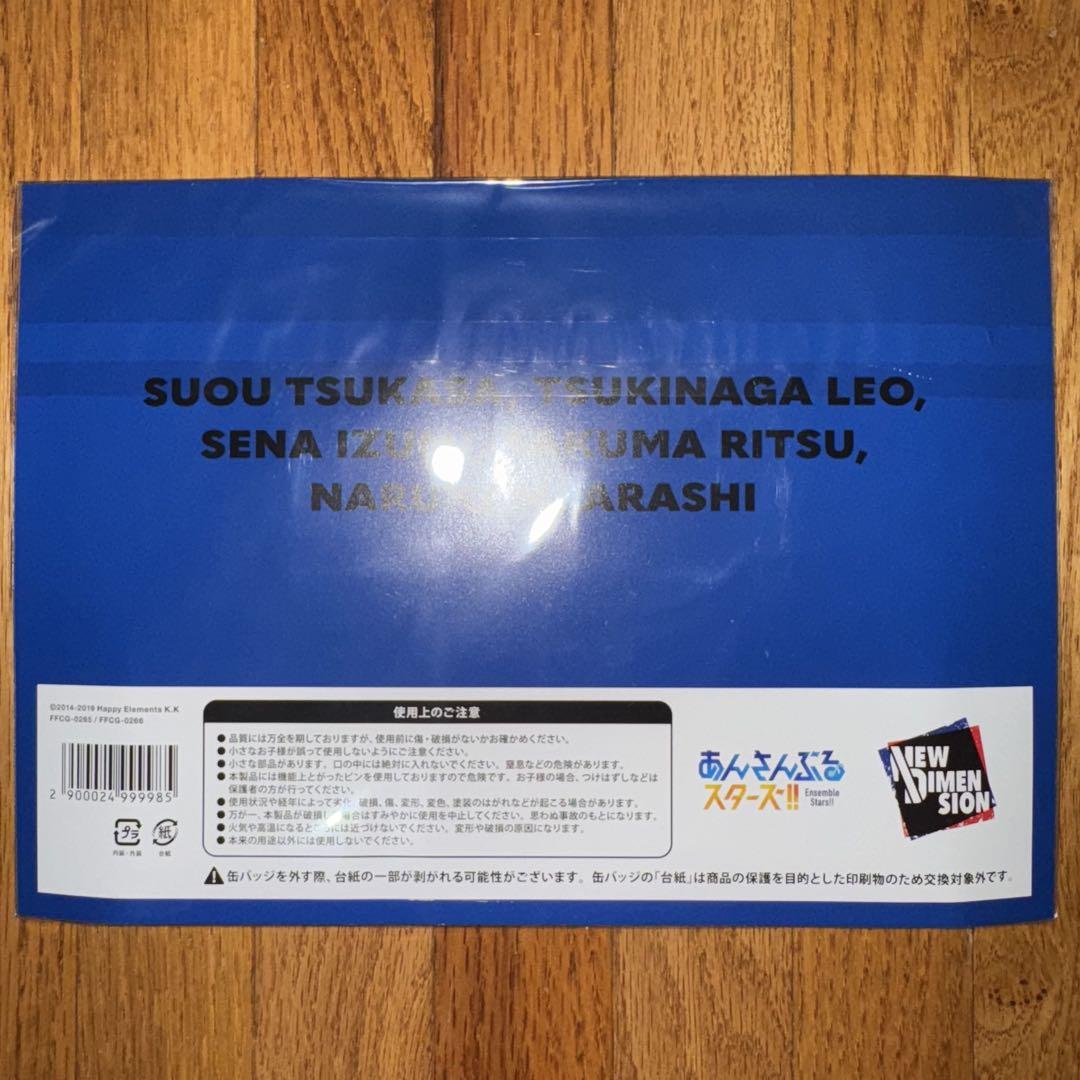 SUOU TSUKASA, TSUKINAGA LEO,
SENA IZUMI, SAKUMA RITSU,
NARUKAMI ARASHI
©2014-2019 Happy Elements K.K
FFCG-0265 / FFCG-0266
2 900024 999985
プラ
内袋・外装
紙
台紙
使用上のご注意
● 品質には万全を期しておりますが、使用前に傷・破損がないかお確かめください。
● 小さなお子様が誤って使用しないようにご注意ください。
● 小さな部品があります。口の中には絶対に入れないでください。窒息などの危険があります。
● 本製品には機能上とがったピンを使用しておりますので危険です。お子様の場合、つけはずしなどは
保護者の方が行ってください。
● 使用状況や経年によって劣化、破損、傷、変形、変色、塗装のはがれなどが起こる場合があります。
● 万が一、本製品が破損した場合はすみやかに使用を中止してください。思わぬ事故のもとになります。
● 火気や高温になるところには近づけないでください。変形や破損の原因になります。
● 本来の用途以外には使用しないでください。
あんさんぶる
スターズ!!
Ensemble
Stars!!
NEW
DIMEN
SION
缶バッジを外す際、台紙の一部が剥がれる可能性がございます。缶バッジの「台紙」は商品の保護を目的とした印刷物のため交換対象外です。